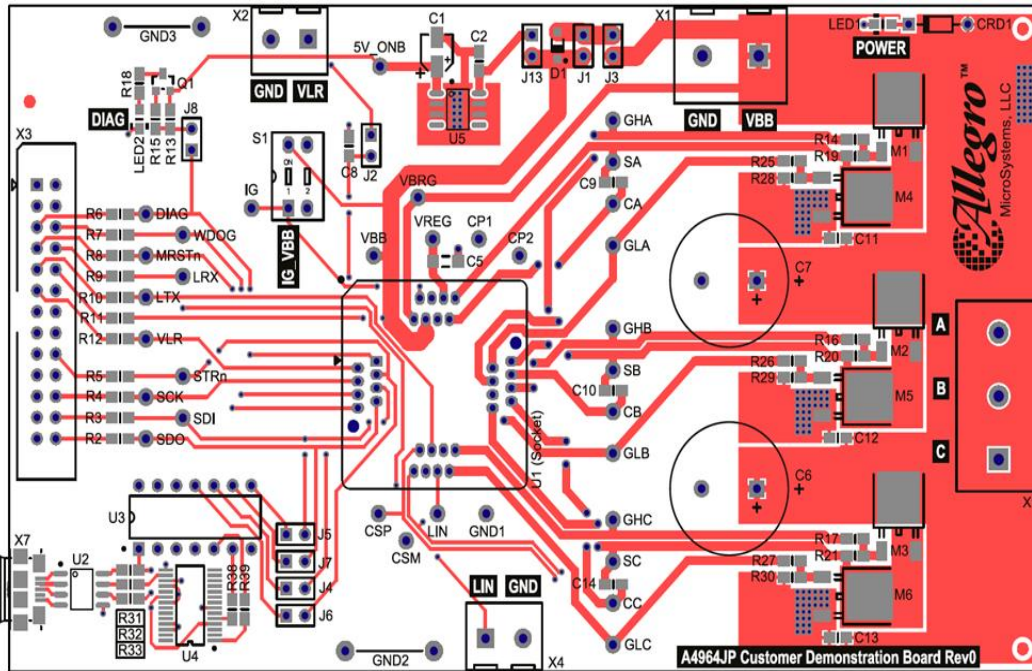 X2
C1
C2
X1
LED1
CRD1
GND3
5V_ONB
J13
D1
J1
J3
POWER
R18
Q1
GND
VLR
GND
VBB
DIAG
J8
LED2
R15
R13
X3
S1
ON
1
2
C8
J2
U5
GHA
SA
C9
CA
R14
R19
M1
R25
R28
M4
Allegro™
MicroSystems, LLC
IG
IG_VBB
VBRG
VREG
CP1
VBB
CP2
C5
GLA
C11
R6
DIAG
R7
WDOG
R8
MRSTn
R9
LRX
R10
LTX
R11
R12
VLR
R5
STRn
R4
SCK
R3
SDI
R2
SDO
C7
+
+
GHB
SB
C10
CB
GLB
R16
R20
M2
R26
R29
M5
C12
A
B
C
X
U1 (Socket)
C6
+
+
CSP
LIN
GND1
CSM
GHC
SC
C14
CC
GLC
R17
R21
M3
R27
R30
M6
C13
U3
J5
J7
J4
J6
X7
U2
R31
R32
R33
U4
R38
R39
LIN
GND
X4
GND2
A4964JP Customer Demonstration Board Rev0